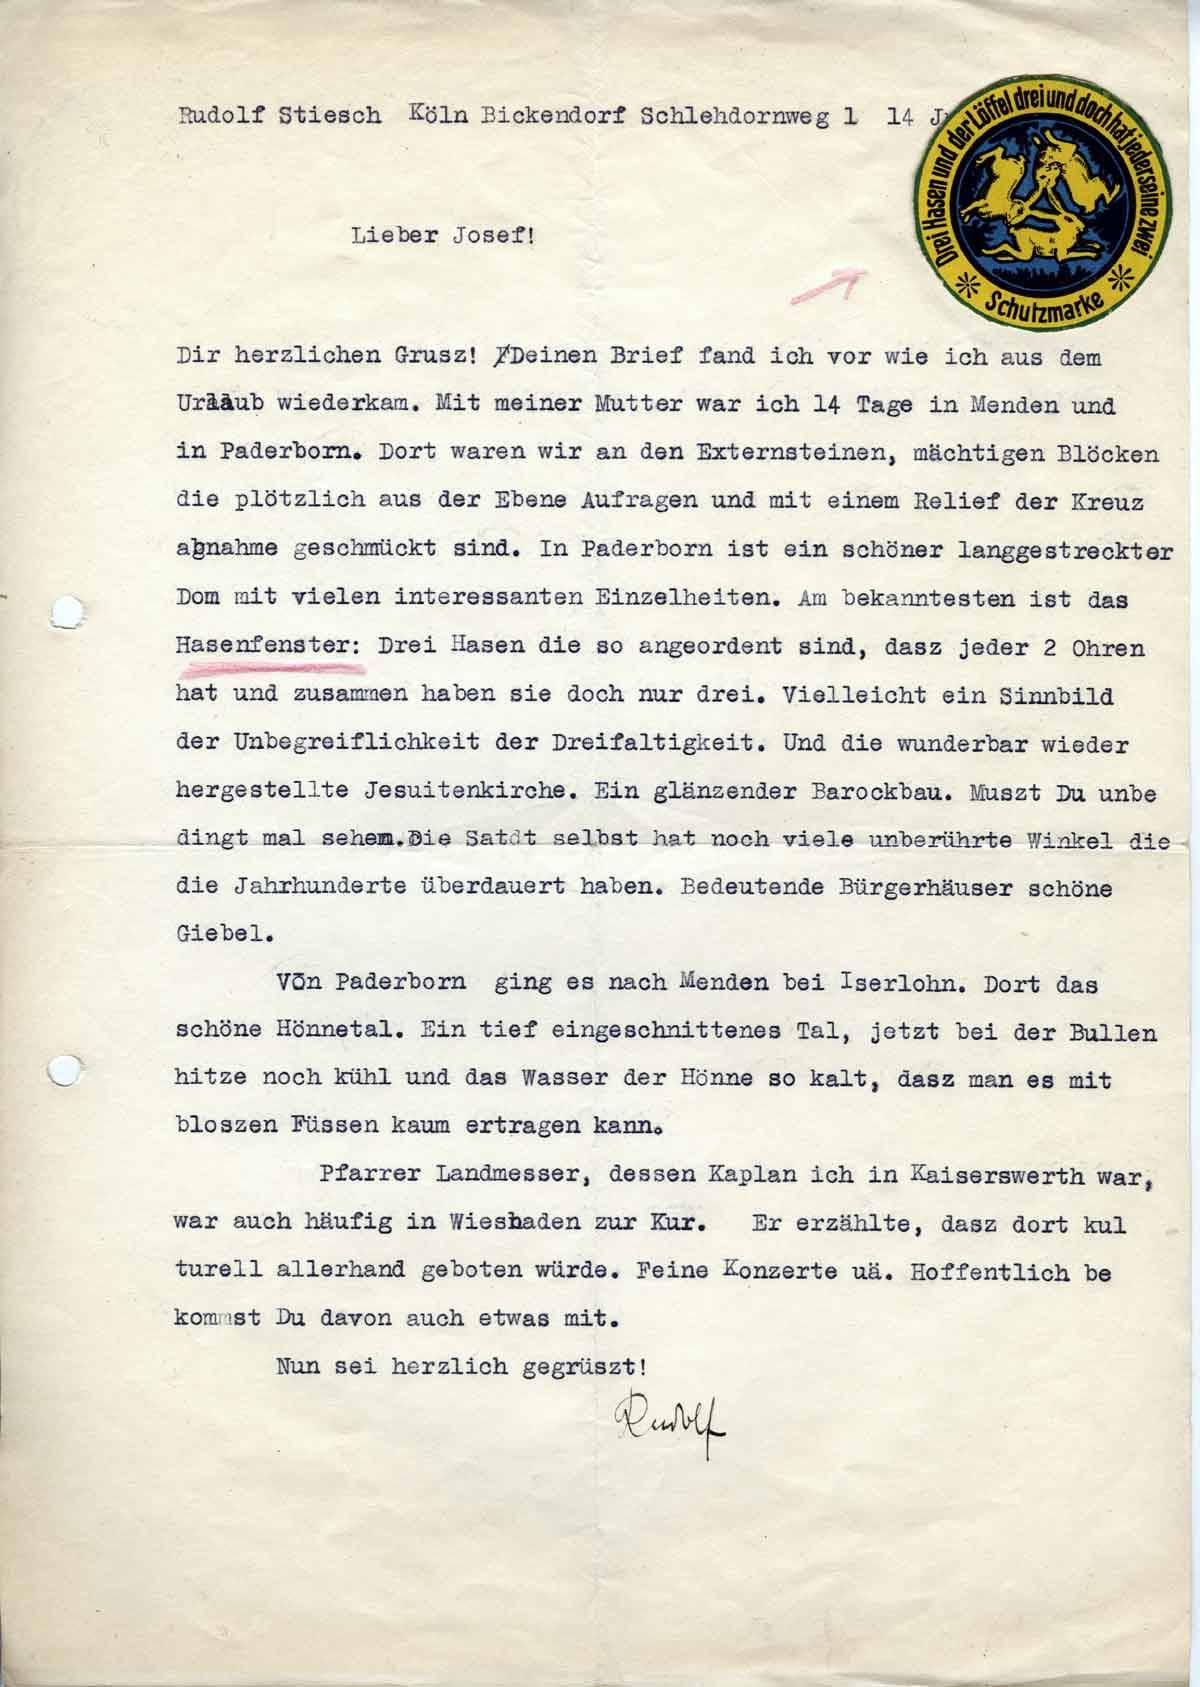 Rudolf Stiesch Köln Bickendorf Schlehdornweg 1 14
Drei Hasen und der Löffel drei und doch hat jeder seine zwei
Schutzmarke
Lieber Josef!
Dir herzlichen Grusz! Deinen Brief fand ich vor wie ich aus dem
Urlaub wiederkam. Mit meiner Mutter war ich 14 Tage in Menden und
in Paderborn. Dort waren wir an den Externsteinen, mächtigen Blöcken
die plötzlich aus der Ebene Aufragen und mit einem Relief der Kreuz
abnahme geschmückt sind. In Paderborn ist ein schöner langgestreckter
Dom mit vielen interessanten Einzelheiten. Am bekanntesten ist das
Hasenfenster: Drei Hasen die so angeordent sind, dasz jeder 2 Ohren
hat und zusammen haben sie doch nur drei. Vielleicht ein Sinnbild
der Unbegreiflichkeit der Dreifaltigkeit. Und die wunderbar wieder
hergestellte Jesuitenkirche. Ein glänzender Barockbau. Muszt Du unbe
dingt mal sehem.Die Satdt selbst hat noch viele unberührte Winkel die
die Jahrhunderte überdauert haben. Bedeutende Bürgerhäuser schöne
Giebel.
Von Paderborn ging es nach Menden bei Iserlohn. Dort das
schöne Hönnetal. Ein tief eingeschnittenes Tal, jetzt bei der Bullen
hitze noch kühl und das Wasser der Hönne so kalt, dasz man es mit
bloszen Füssen kaum ertragen kann.
Pfarrer Landmesser, dessen Kaplan ich in Kaiserswerth war,
war auch häufig in Wiesbaden zur Kur. Er erzählte, dasz dort kul
turell allerhand geboten würde. Feine Konzerte uä. Hoffentlich be
kommst Du davon auch etwas mit.
Nun sei herzlich gegrüszt!
Rudolf